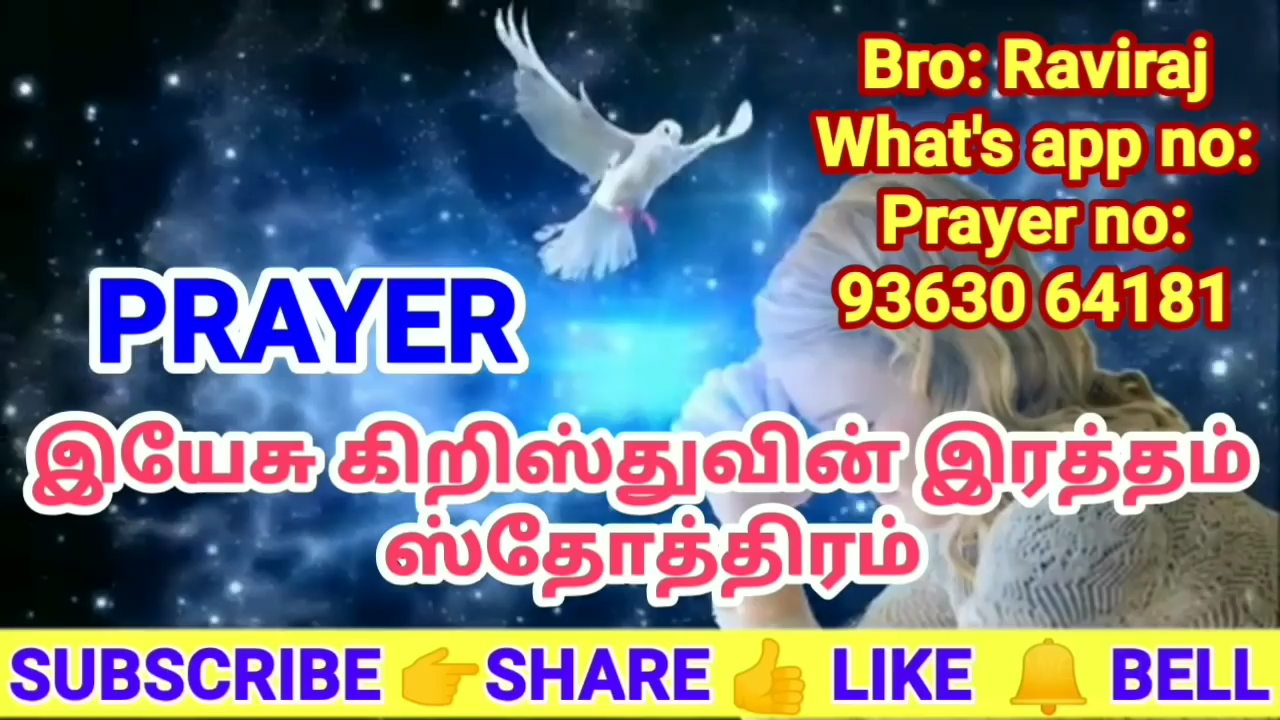 Bro: Raviraj
What's app no:
Prayer no:
93630 64181
PRAYER
இயேசு கிறிஸ்துவின் இரத்தம்
ஸ்தோத்திரம்
SUBSCRIBE 👉 SHARE 👍 LIKE 🔔 BELL